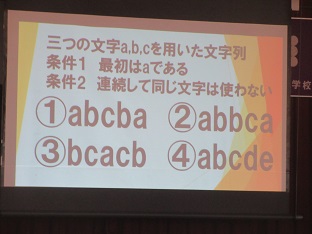 三つの文字a,b,cを用いた文字列
条件1 最初はaである
条件2 連続して同じ文字は使わない
①abcba ②abbca
③bcacb ④abcde
学校